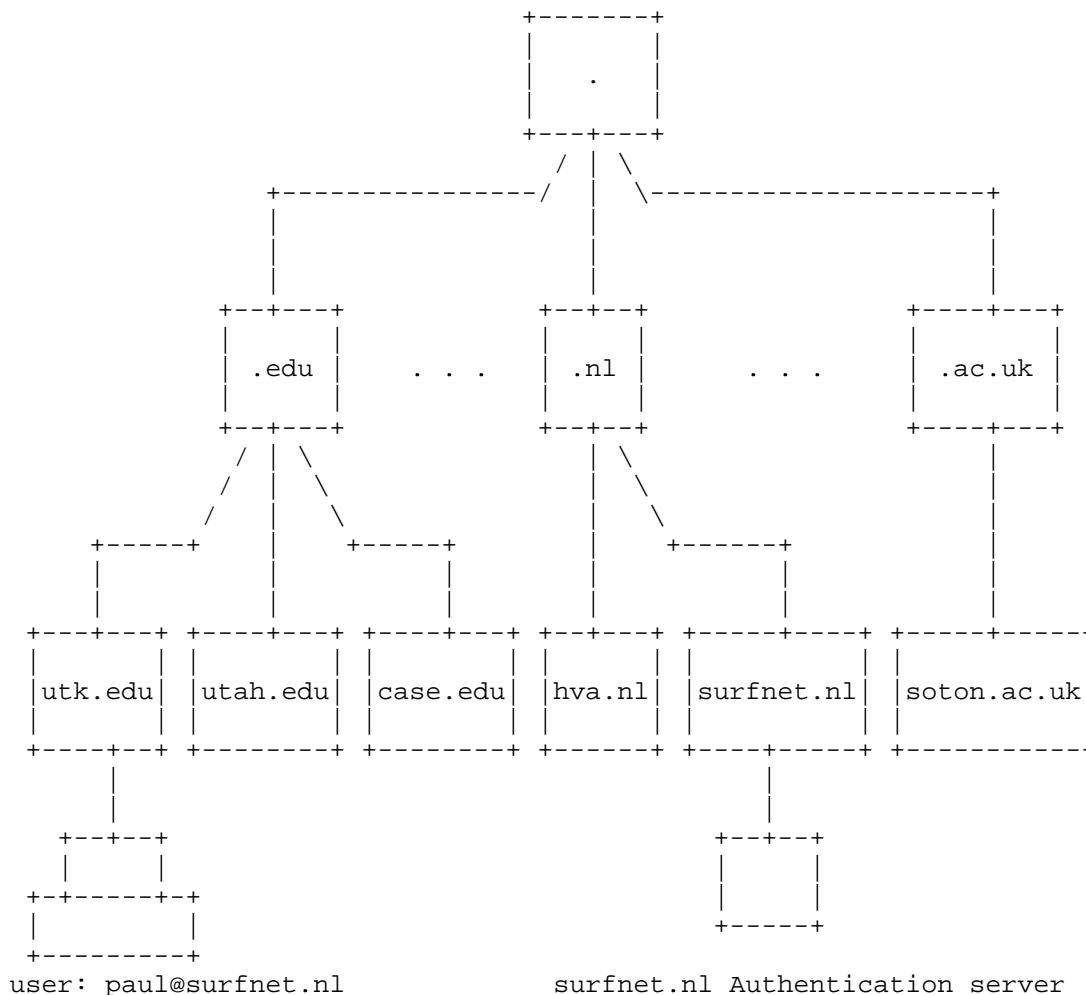 .
.edu . . . .nl . . . .ac.uk
utk.edu utah.edu case.edu hva.nl surfnet.nl soton.ac.uk
user: paul@surfnet.nl surfnet.nl Authentication server